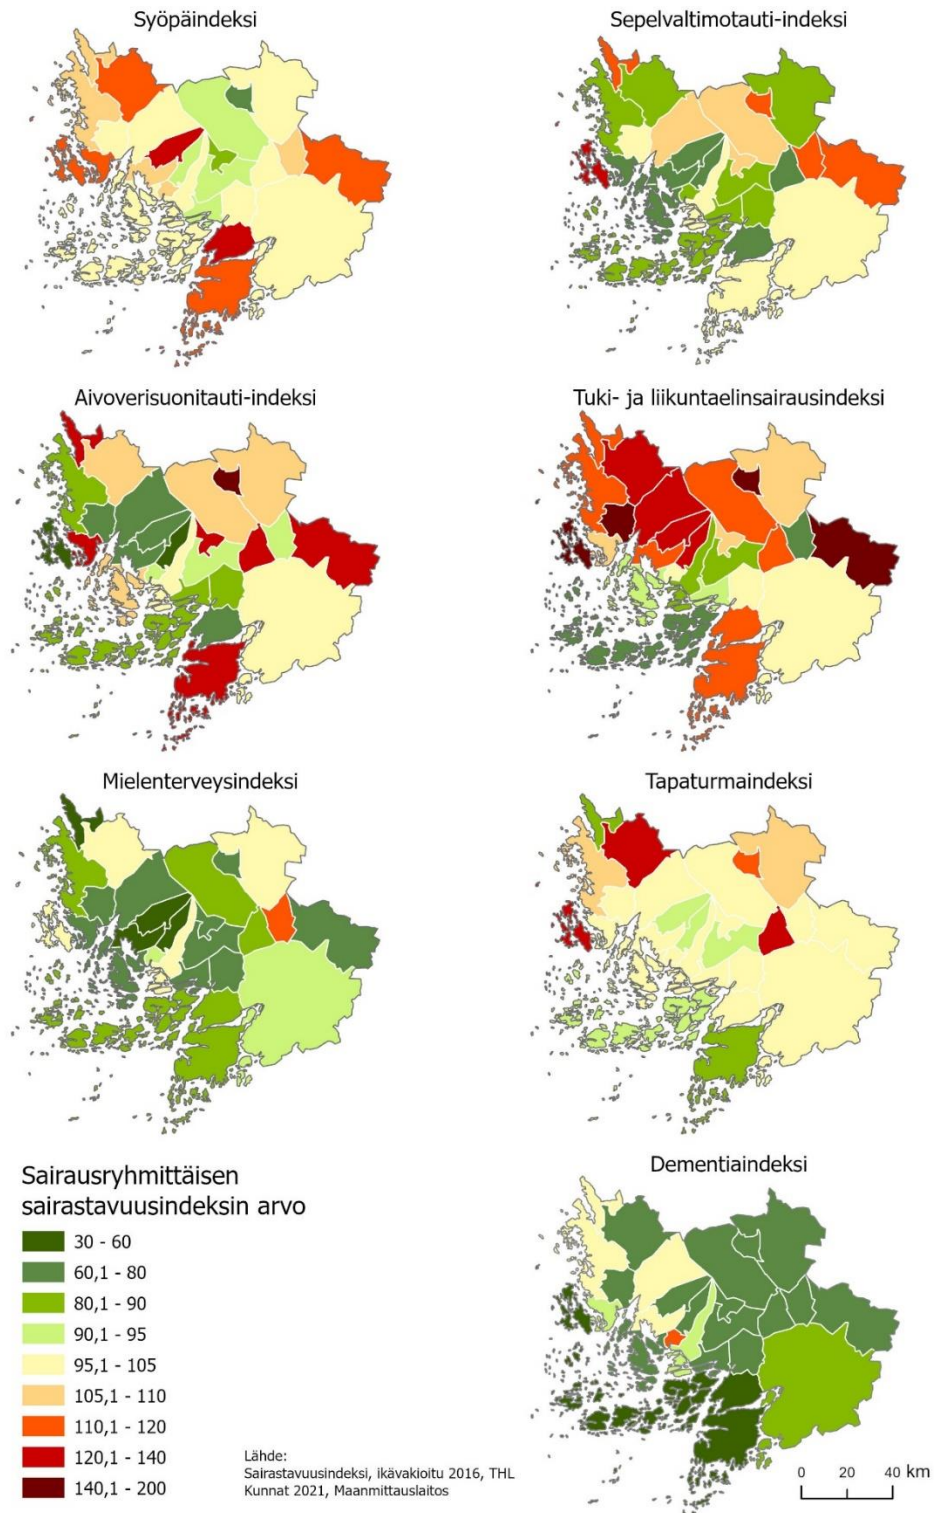 Syöpäindeksi
Sepelvaltimotauti-indeksi
Aivoverisuonitauti-indeksi
Tuki- ja liikuntaelinsairausindeksi
Mielenterveysindeksi
Tapaturmaindeksi
Dementiaindeksi
Sairausryhmittäisen
sairastavuusindeksin arvo
30 - 60
60,1 - 80
80,1 - 90
90,1 - 95
95,1 - 105
105,1 - 110
110,1 - 120
120,1 - 140
140,1 - 200
Lähde:
Sairastavuusindeksi, ikävakioitu 2016, THL
Kunnat 2021, Maanmittauslaitos
0 20 40 km